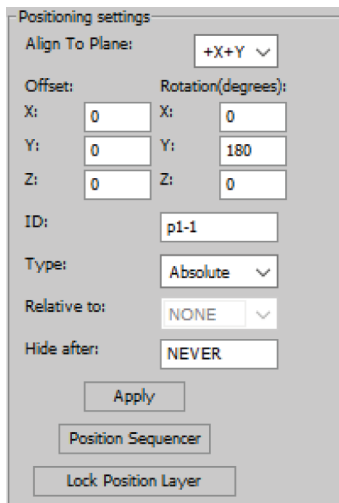 Positioning settings
Align To Plane: +X+Y
Offset: Rotation(degrees):
X: 0 X: 0
Y: 0 Y: 180
Z: 0 Z: 0
ID: p1-1
Type: Absolute
Relative to: NONE
Hide after: NEVER
Apply
Position Sequencer
Lock Position Layer